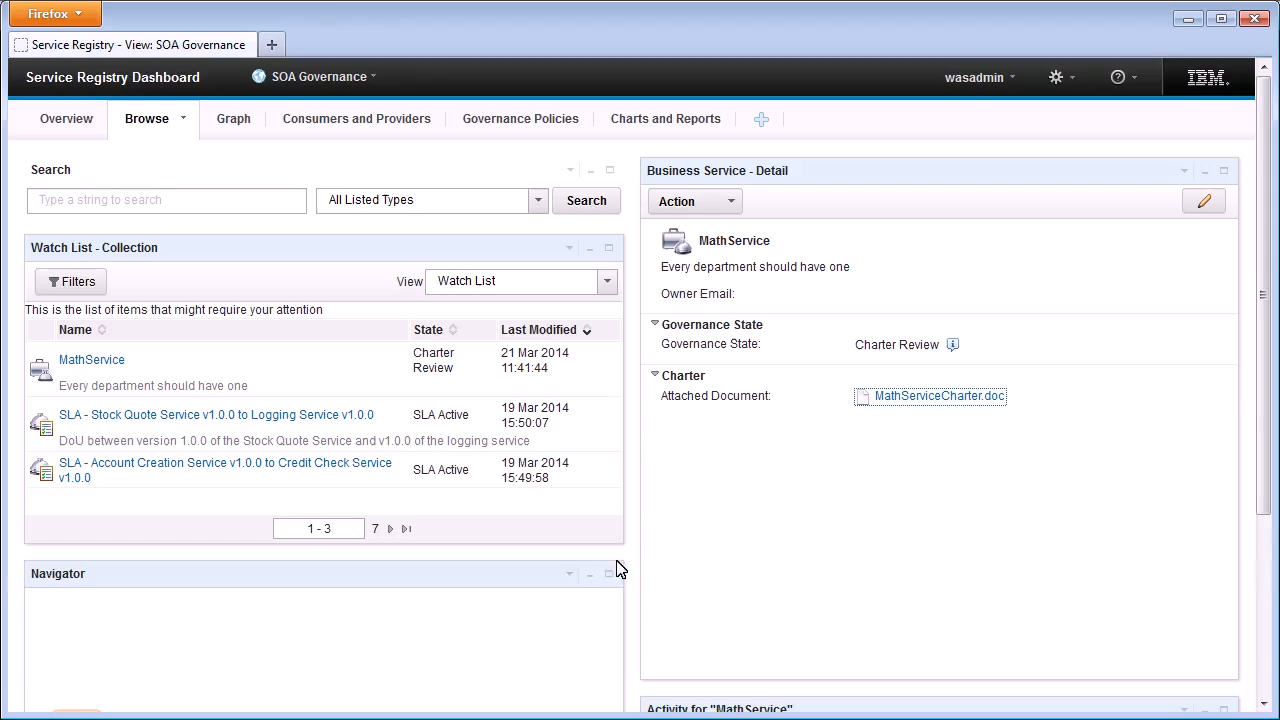 Firefox
Service Registry - View: SOA Governance
Service Registry Dashboard
SOA Governance
wasadmin
IBM
Overview
Browse
Graph
Consumers and Providers
Governance Policies
Charts and Reports
Search
Type a string to search
All Listed Types
Search
Watch List - Collection
Filters
View
Watch List
This is the list of items that might require your attention
Name
State
Last Modified
MathService
Every department should have one
Charter
Review
21 Mar 2014
11:41:44
SLA - Stock Quote Service v1.0.0 to Logging Service v1.0.0
DoU between version 1.0.0 of the Stock Quote Service and v1.0.0 of the logging service
SLA Active
19 Mar 2014
15:50:07
SLA - Account Creation Service v1.0.0 to Credit Check Service
v1.0.0
SLA Active
19 Mar 2014
15:49:58
1 - 3
7
Navigator
Business Service - Detail
Action
MathService
Every department should have one
Owner Email:
Governance State
Governance State:
Charter Review
Charter
Attached Document:
MathServiceCharter.doc
Activity for "MathService"